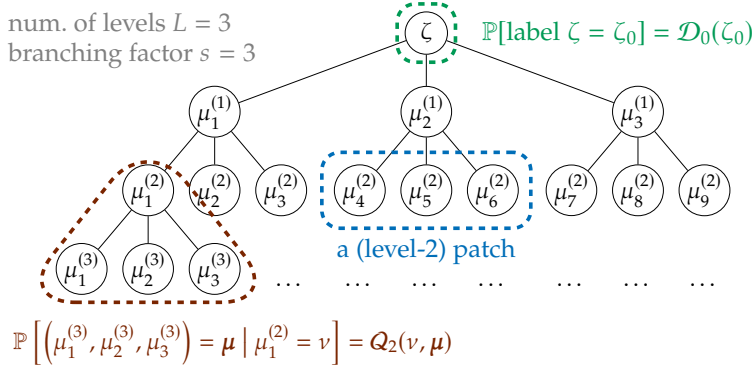 num. of levels L = 3
branching factor s = 3
ζ
ℙ[label ζ = ζ₀] = 𝒟₀(ζ₀)
μ₁⁽¹⁾ μ₂⁽¹⁾ μ₃⁽¹⁾
μ₁⁽²⁾ μ₂⁽²⁾ μ₃⁽²⁾ μ₄⁽²⁾ μ₅⁽²⁾ μ₆⁽²⁾ μ₇⁽²⁾ μ₈⁽²⁾ μ₉⁽²⁾
a (level-2) patch
μ₁⁽³⁾ μ₂⁽³⁾ μ₃⁽³⁾ ... ... ... ... ... ... ...
ℙ[(μ₁⁽³⁾, μ₂⁽³⁾, μ₃⁽³⁾) = 𝝁 | μ₁⁽²⁾ = ν] = 𝓠₂(ν, 𝝁)